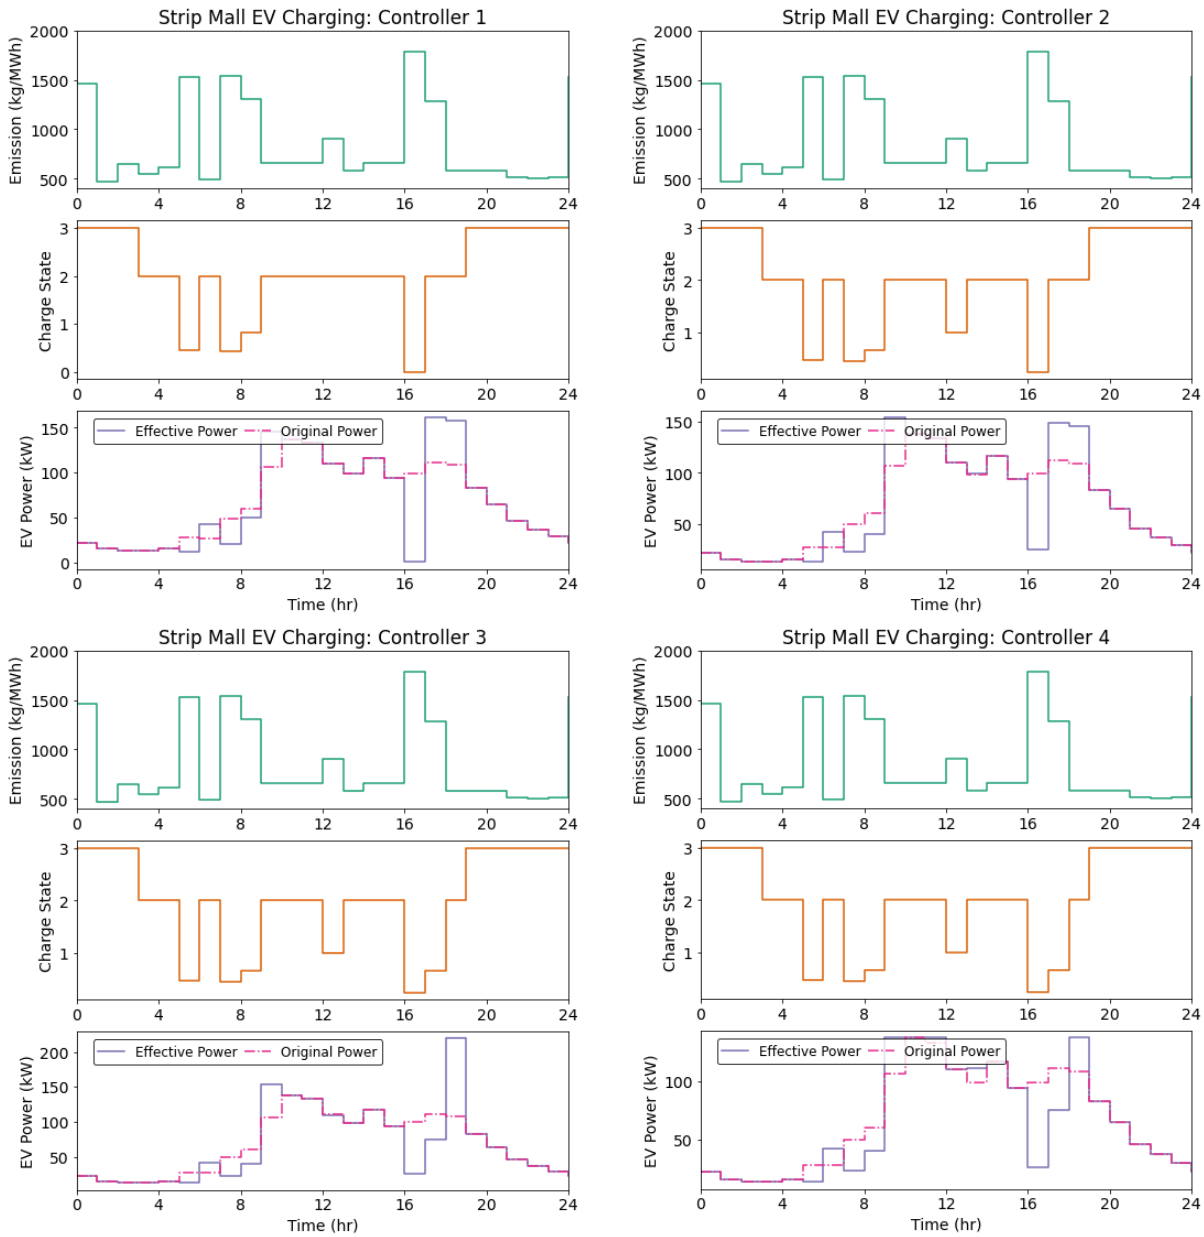 Strip Mall EV Charging: Controller 1
Emission (kg/MWh)
2000
1500
1000
500
0 4 8 12 16 20 24
Charge State
3
2
1
0
0 4 8 12 16 20 24
EV Power (kW)
150
100
50
0
Effective Power Original Power
0 4 8 12 16 20 24
Time (hr)
Strip Mall EV Charging: Controller 2
Emission (kg/MWh)
2000
1500
1000
500
0 4 8 12 16 20 24
Charge State
3
2
1
0 4 8 12 16 20 24
EV Power (kW)
150
100
50
Effective Power Original Power
0 4 8 12 16 20 24
Time (hr)
Strip Mall EV Charging: Controller 3
Emission (kg/MWh)
2000
1500
1000
500
0 4 8 12 16 20 24
Charge State
3
2
1
0 4 8 12 16 20 24
EV Power (kW)
200
150
100
50
Effective Power Original Power
0 4 8 12 16 20 24
Time (hr)
Strip Mall EV Charging: Controller 4
Emission (kg/MWh)
2000
1500
1000
500
0 4 8 12 16 20 24
Charge State
3
2
1
0 4 8 12 16 20 24
EV Power (kW)
100
50
Effective Power Original Power
0 4 8 12 16 20 24
Time (hr)